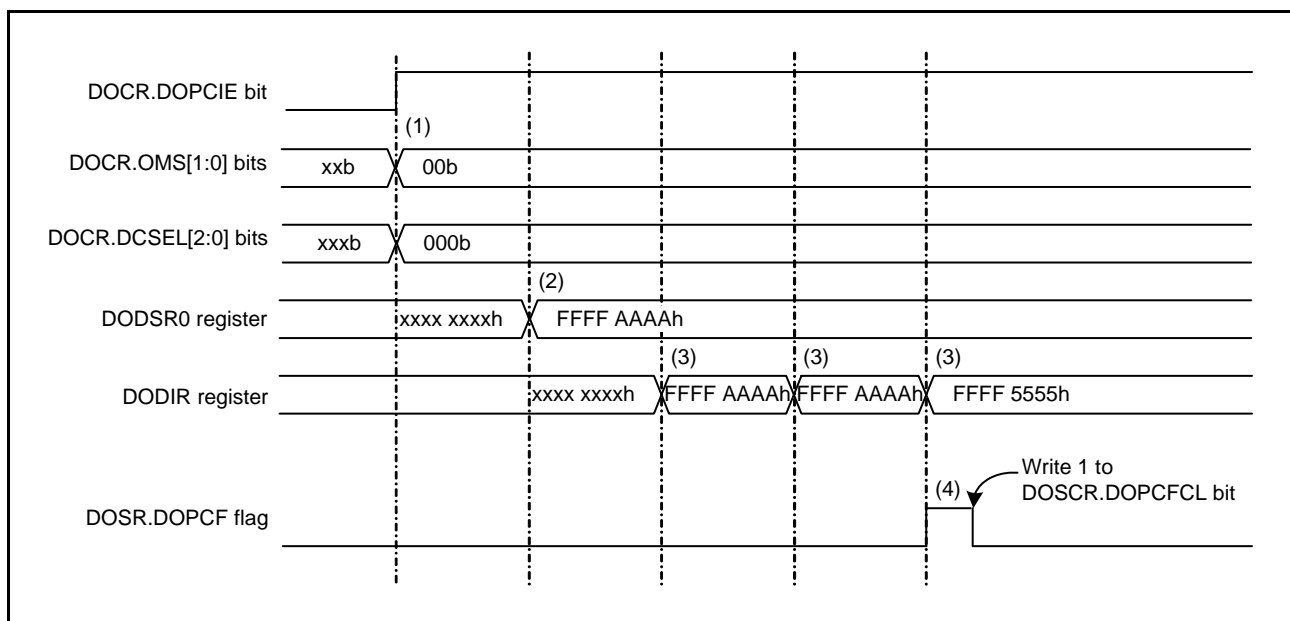 DOCR.DOPCIE bit
(1)
DOCR.OMS[1:0] bits xxb 00b
DOCR.DCSEL[2:0] bits xxxb 000b
(2)
DODSR0 register xxxx xxxxh FFFF AAAAh
(3) (3) (3)
DODIR register xxxx xxxxh FFFF AAAAh FFFF AAAAh FFFF 5555h
Write 1 to
(4) DOSCR.DOPCFCL bit
DOSR.DOPCF flag